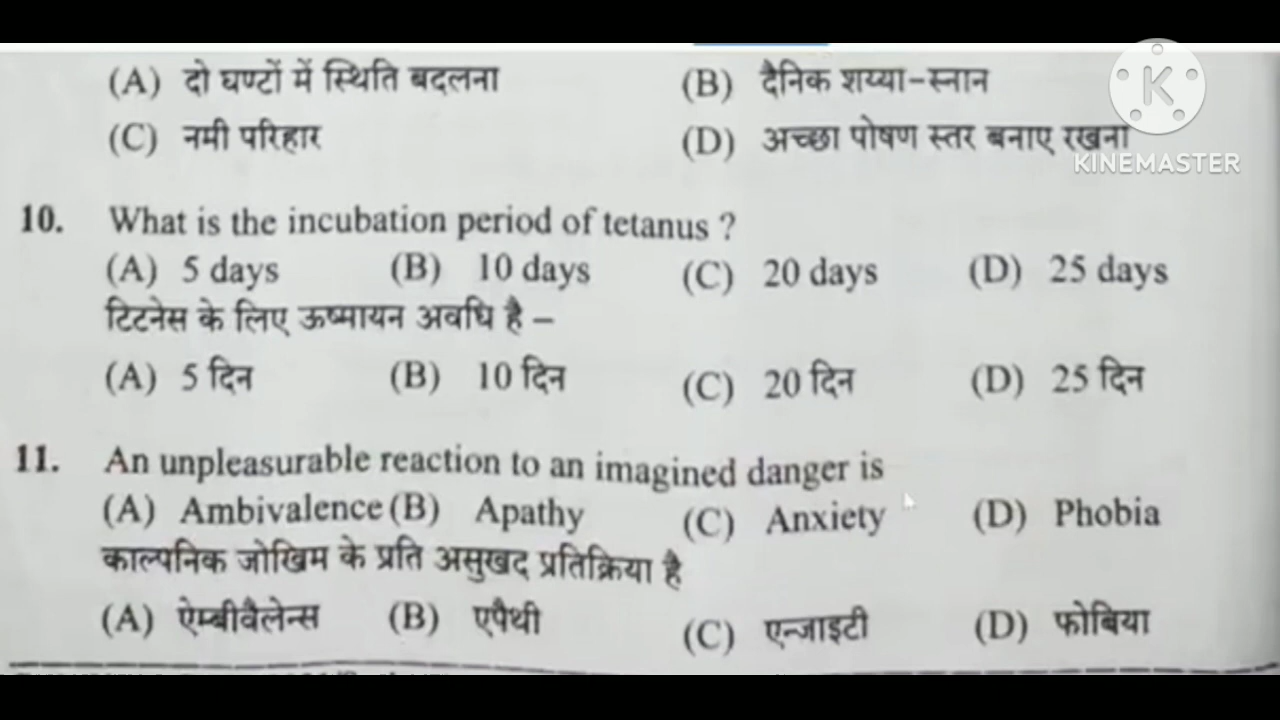 (A) दो घण्टों में स्थिति बदलना (B) दैनिक शय्या-स्नान
(C) नमी परिहार (D) अच्छा पोषण स्तर बनाए रखना
K
KINEMASTER
10. What is the incubation period of tetanus ?
(A) 5 days (B) 10 days (C) 20 days (D) 25 days
टिटनेस के लिए ऊष्मायन अवधि है –
(A) 5 दिन (B) 10 दिन (C) 20 दिन (D) 25 दिन
11. An unpleasurable reaction to an imagined danger is
(A) Ambivalence (B) Apathy (C) Anxiety (D) Phobia
काल्पनिक जोखिम के प्रति असुखद प्रतिक्रिया है
(A) ऐम्बीवैलेन्स (B) एपैथी (C) एन्जाइटी (D) फोबिया